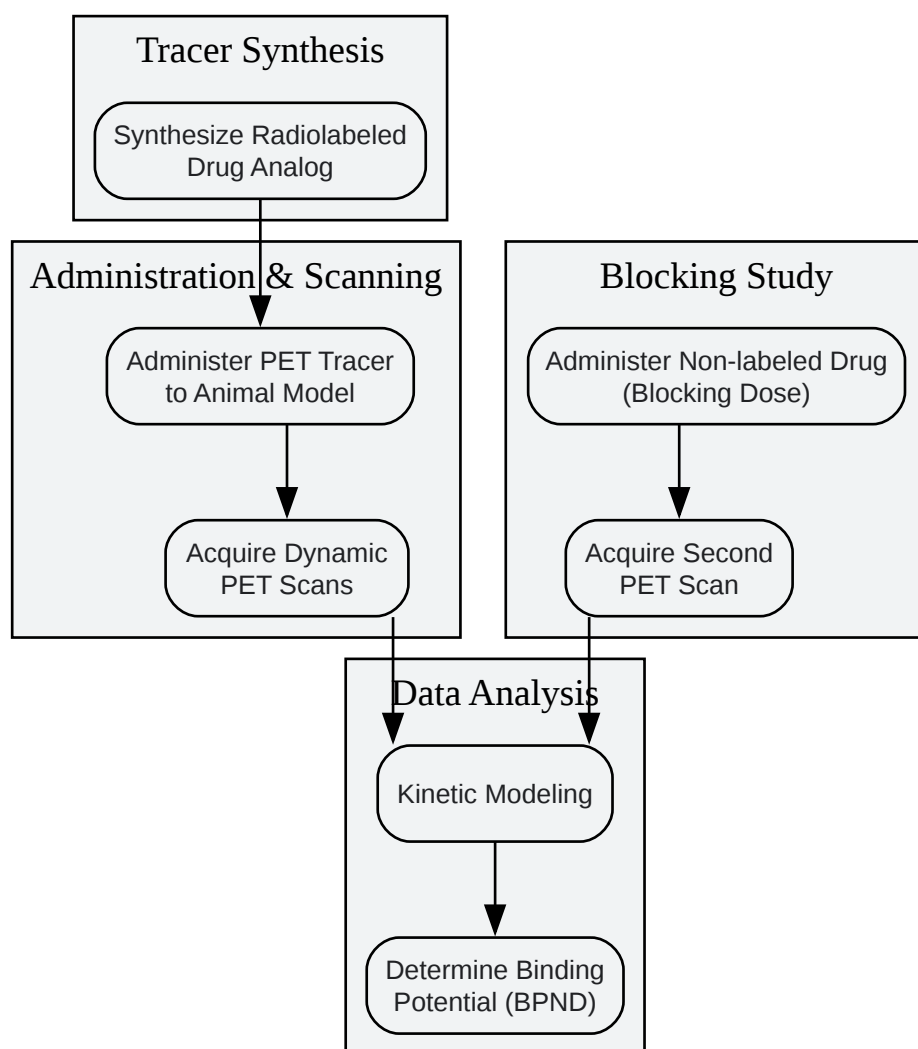 Tracer Synthesis
Synthesize Radiolabeled
Drug Analog
Administration & Scanning
Administer PET Tracer
to Animal Model
Acquire Dynamic
PET Scans
Blocking Study
Administer Non-labeled Drug
(Blocking Dose)
Acquire Second
PET Scan
Data Analysis
Kinetic Modeling
Determine Binding
Potential (BPND)